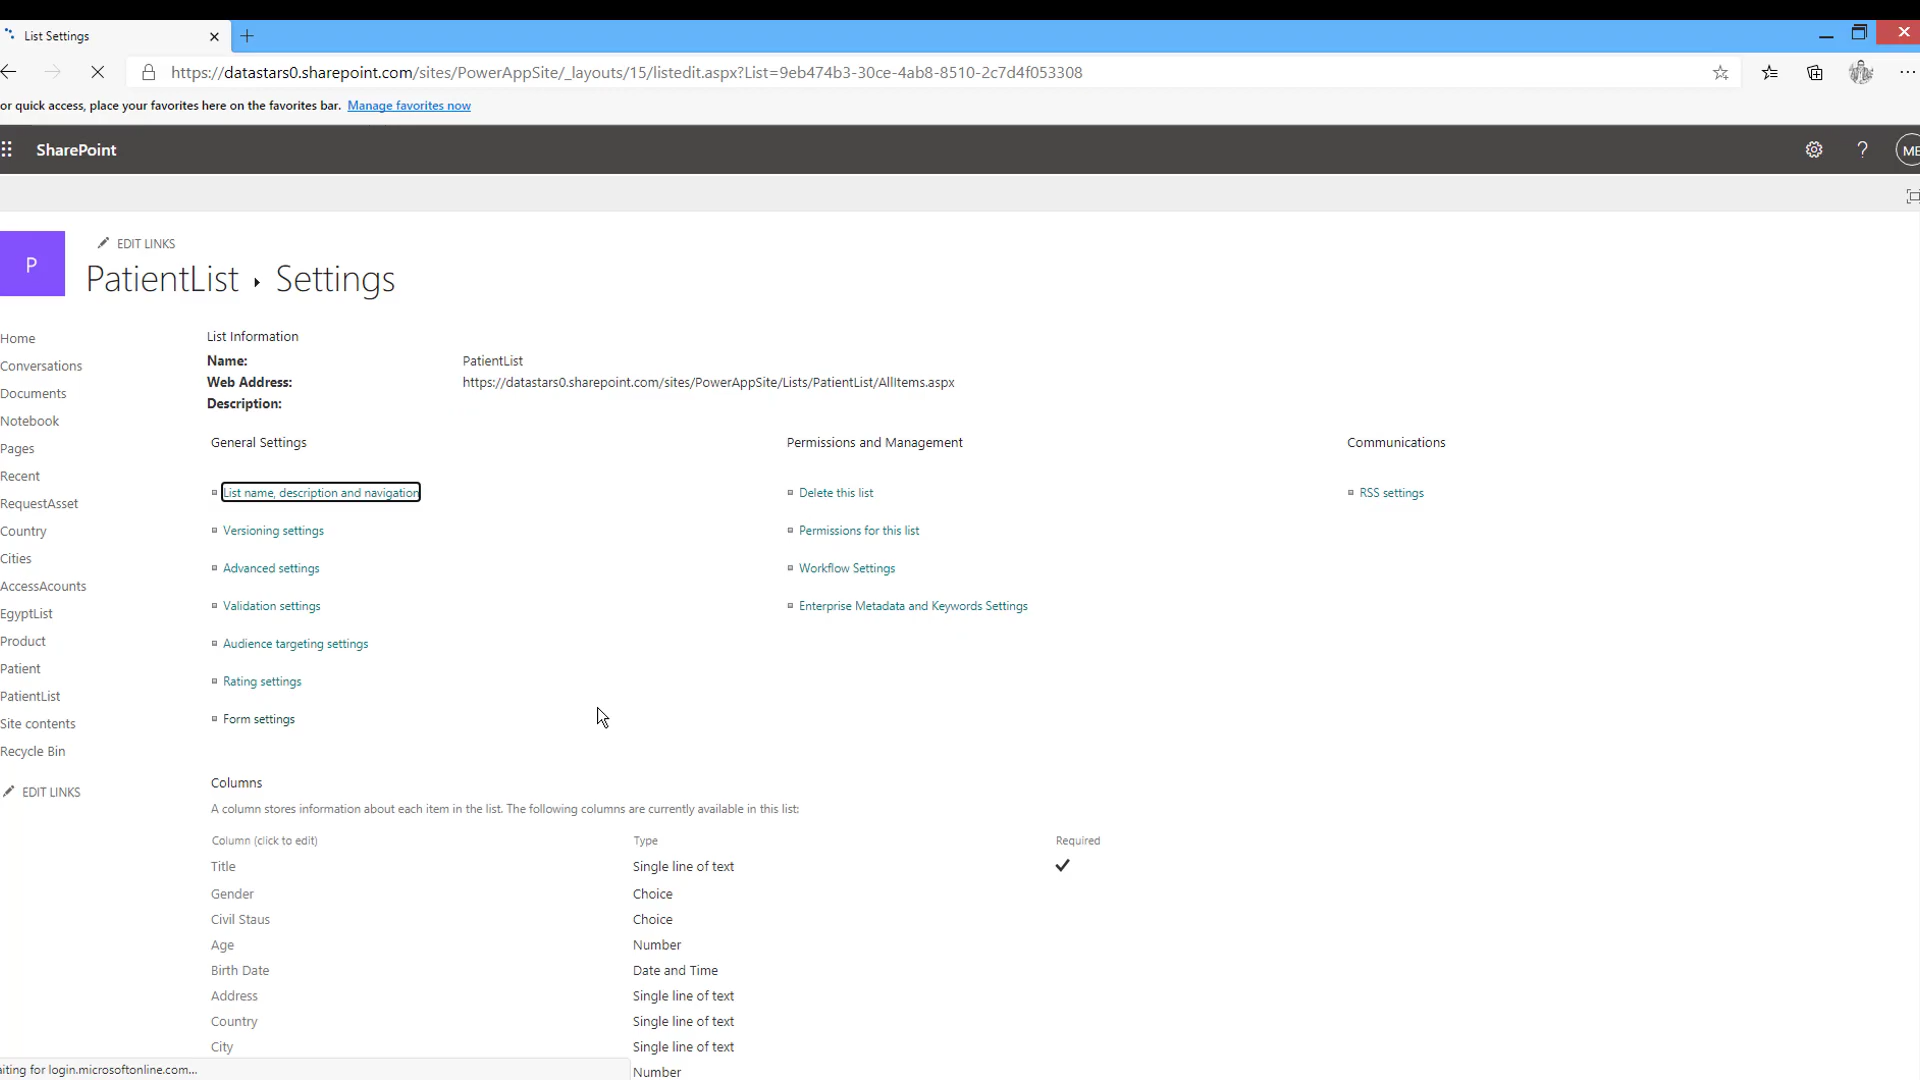 List Settings
https://datastars0.sharepoint.com/sites/PowerAppSite/_layouts/15/listedit.aspx?List=9eb474b3-30ce-4ab8-8510-2c7d4f053308
or quick access, place your favorites here on the favorites bar. Manage favorites now
SharePoint
?
ME
P
EDIT LINKS
PatientList ▸ Settings
Home
Conversations
Documents
Notebook
Pages
Recent
RequestAsset
Country
Cities
AccessAcounts
EgyptList
Product
Patient
PatientList
Site contents
Recycle Bin
EDIT LINKS
List Information
Name: PatientList
Web Address: https://datastars0.sharepoint.com/sites/PowerAppSite/Lists/PatientList/AllItems.aspx
Description:
General Settings
List name, description and navigation
Versioning settings
Advanced settings
Validation settings
Audience targeting settings
Rating settings
Form settings
Permissions and Management
Delete this list
Permissions for this list
Workflow Settings
Enterprise Metadata and Keywords Settings
Communications
RSS settings
Columns
A column stores information about each item in the list. The following columns are currently available in this list:
Column (click to edit) Type Required
Title Single line of text ✓
Gender Choice
Civil Staus Choice
Age Number
Birth Date Date and Time
Address Single line of text
Country Single line of text
City Single line of text
Number
aiting for login.microsoftonline.com...